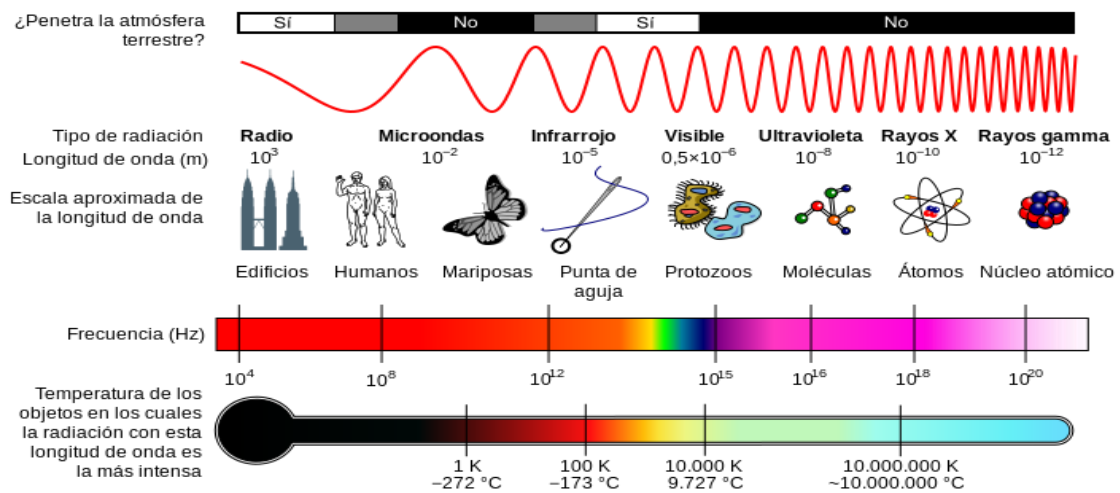 ¿Penetra la atmósfera
terrestre?
Sí No Sí No
Tipo de radiación Radio Microondas Infrarrojo Visible Ultravioleta Rayos X Rayos gamma
Longitud de onda (m) 10³ 10⁻² 10⁻⁵ 0,5×10⁻⁶ 10⁻⁸ 10⁻¹⁰ 10⁻¹²
Escala aproximada de
la longitud de onda
Edificios Humanos Mariposas Punta de aguja Protozoos Moléculas Átomos Núcleo atómico
Frecuencia (Hz)
10⁴ 10⁸ 10¹² 10¹⁵ 10¹⁶ 10¹⁸ 10²⁰
Temperatura de los
objetos en los cuales
la radiación con esta
longitud de onda es
la más intensa
1 K 100 K 10.000 K 10.000.000 K
−272 °C −173 °C 9.727 °C ~10.000.000 °C